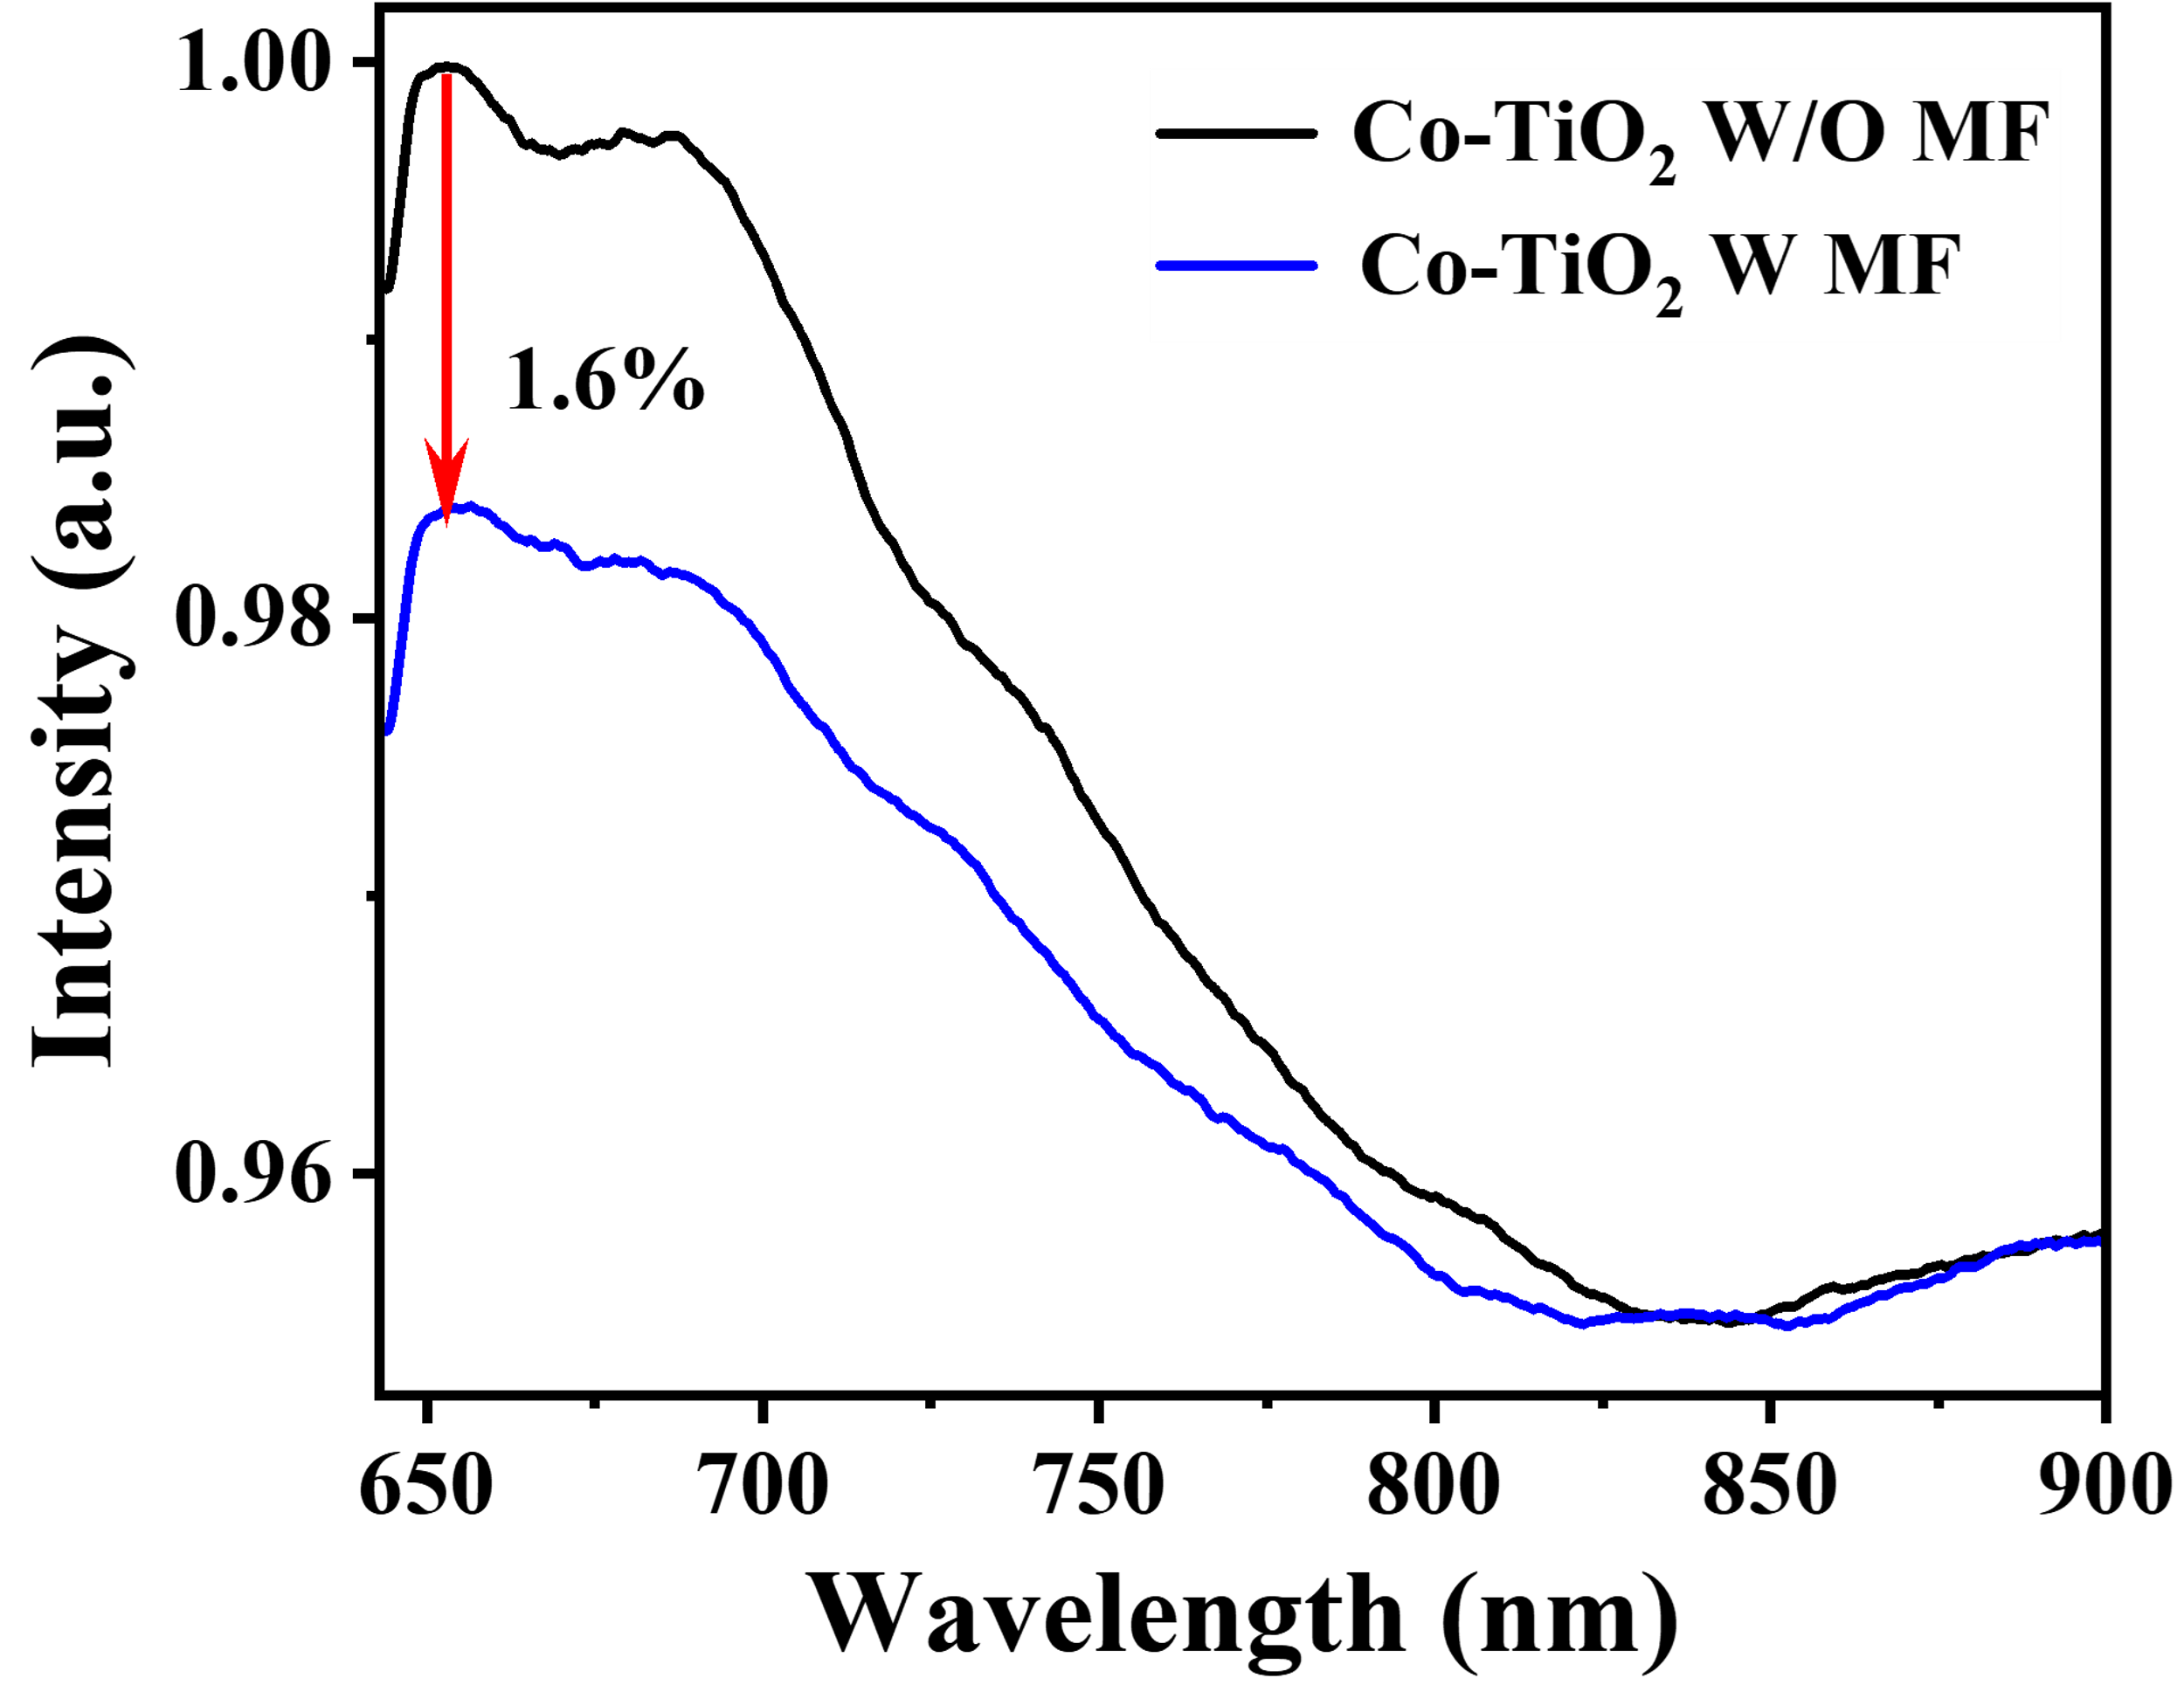 1.00
Co-TiO2 W/O MF
Co-TiO2 W MF
1.6%
Intensity (a.u.)
0.98
0.96
650 700 750 800 850 900
Wavelength (nm)